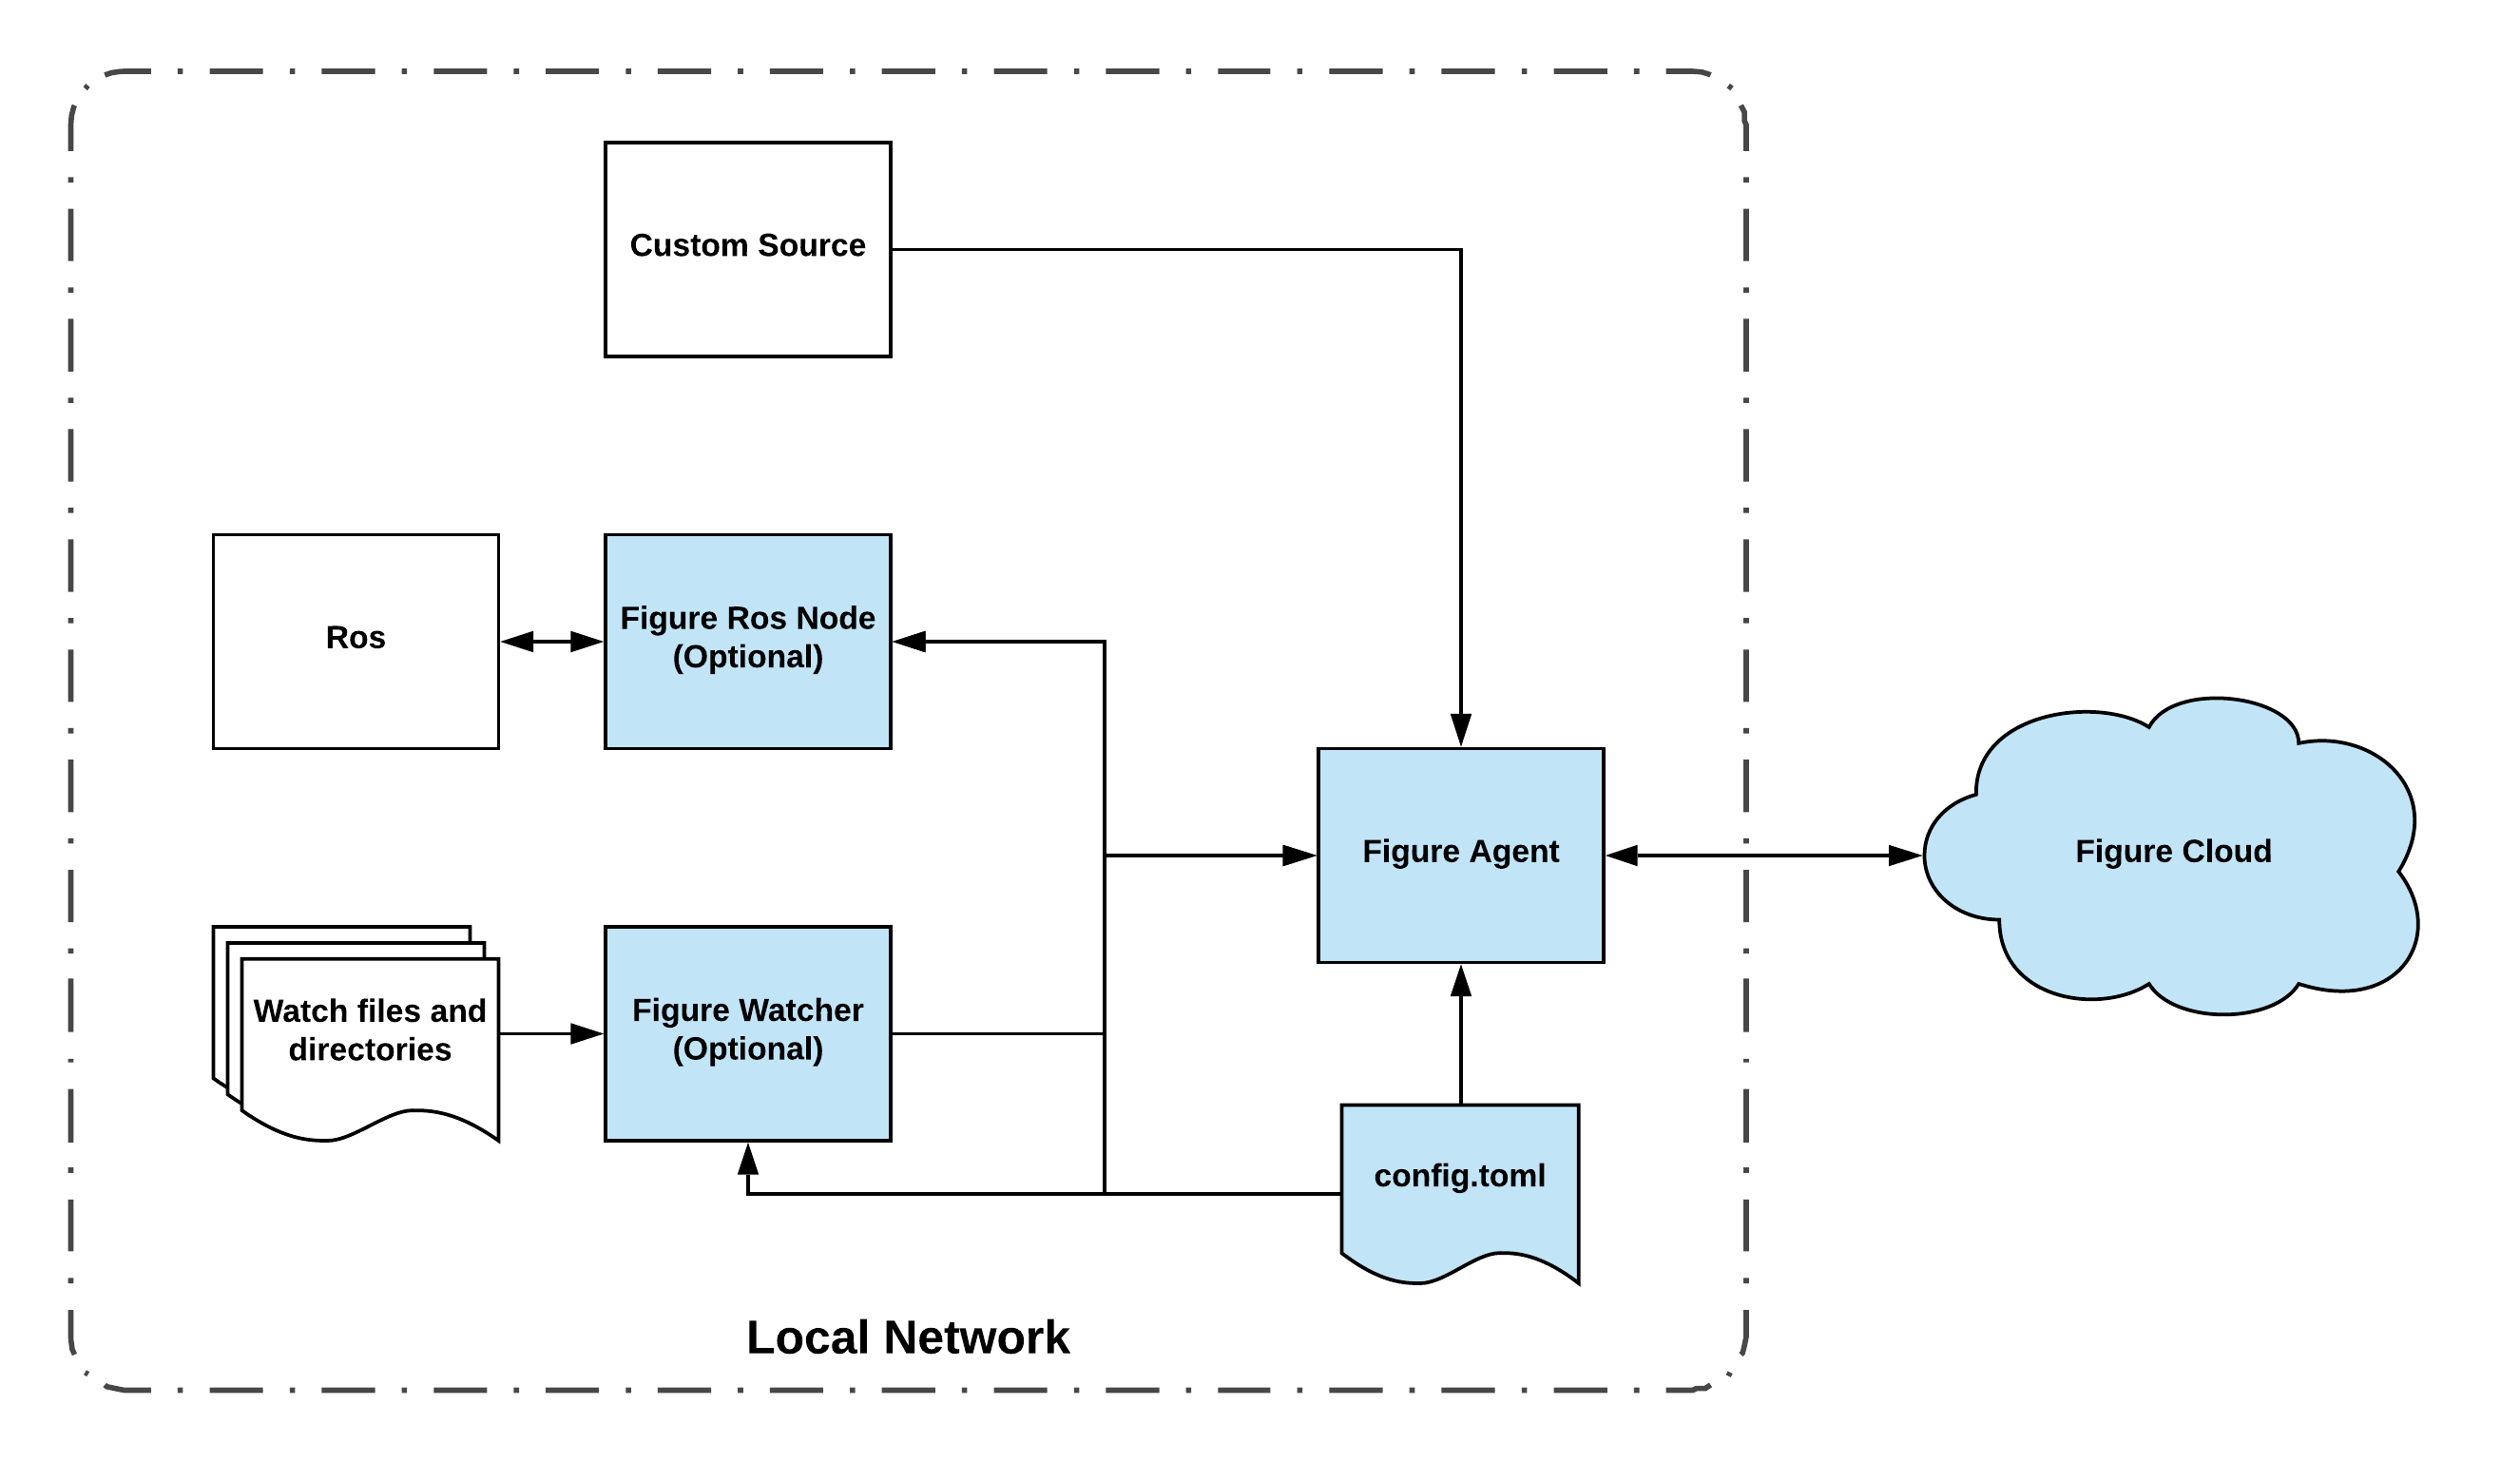 Custom Source
Ros
Figure Ros Node
(Optional)
Figure Agent
Figure Cloud
Watch files and
directories
Figure Watcher
(Optional)
config.toml
Local Network